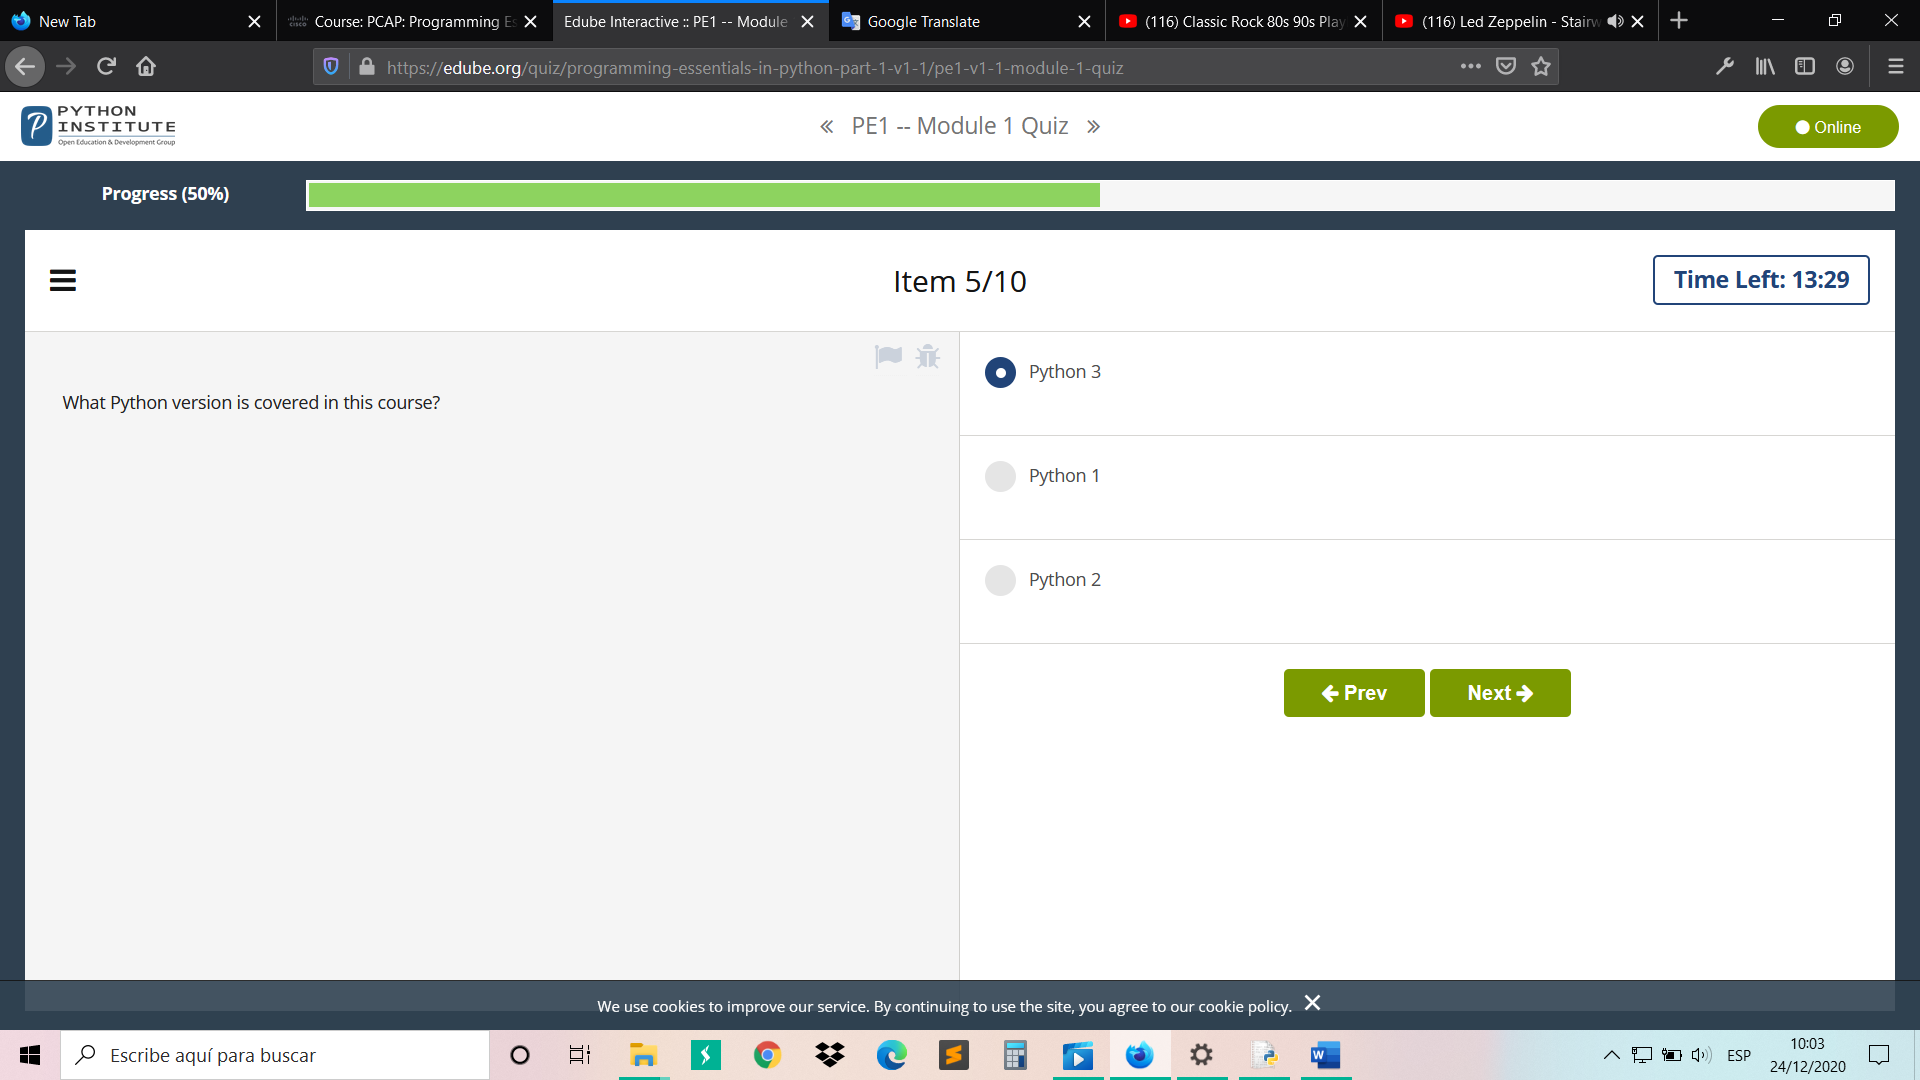 New Tab
Course: PCAP: Programming Es
Edube Interactive :: PE1 -- Module
Google Translate
(116) Classic Rock 80s 90s Play
(116) Led Zeppelin - Stairw
https://edube.org/quiz/programming-essentials-in-python-part-1-v1-1/pe1-v1-1-module-1-quiz
PYTHON
INSTITUTE
Open Education & Development Group
« PE1 -- Module 1 Quiz »
Online
Progress (50%)
Item 5/10
Time Left: 13:29
What Python version is covered in this course?
Python 3
Python 1
Python 2
Prev
Next
We use cookies to improve our service. By continuing to use the site, you agree to our cookie policy.
Escribe aquí para buscar
ESP
10:03
24/12/2020